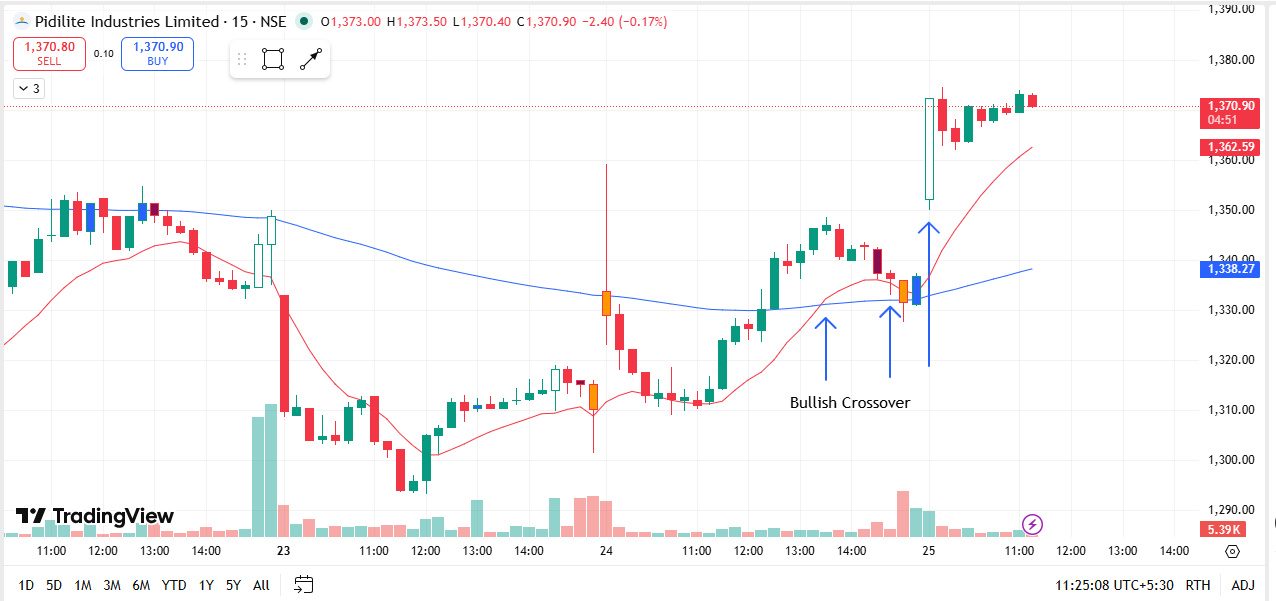 Pidilite Industries Limited · 15 · NSE O1,373.00 H1,373.50 L1,370.40 C1,370.90 −2.40 (−0.17%)
1,370.80
SELL
0.10
1,370.90
BUY
3
1,390.00
1,380.00
1,370.90
04:51
1,362.59
1,360.00
1,350.00
1,340.00
1,338.27
1,330.00
1,320.00
1,310.00
1,300.00
1,290.00
5.39K
Bullish Crossover
TradingView
11:00 12:00 13:00 14:00 23 11:00 12:00 13:00 14:00 24 11:00 12:00 13:00 14:00 25 11:00 12:00 13:00 14:00
1D 5D 1M 3M 6M YTD 1Y 5Y All 11:25:08 UTC+5:30 RTH ADJ